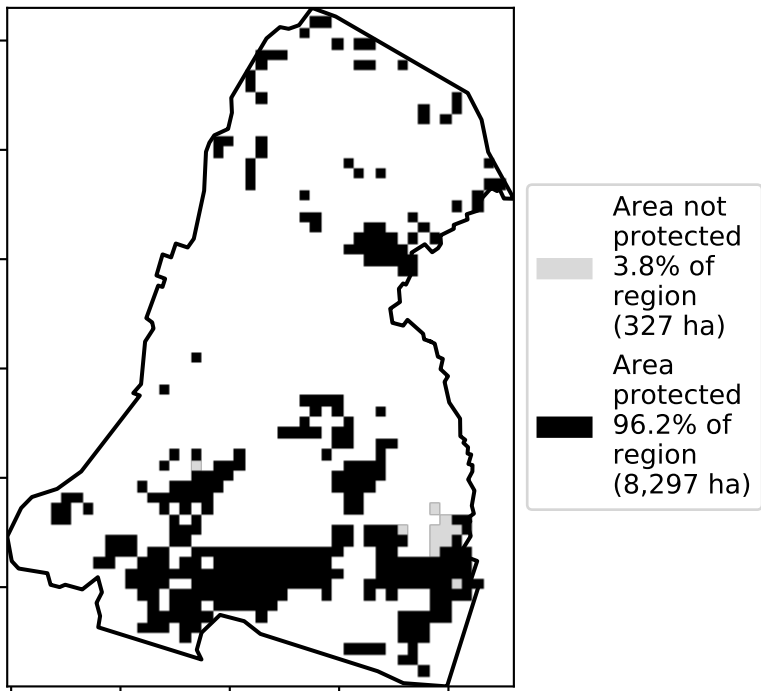 Area not
protected
3.8% of
region
(327 ha)
Area
protected
96.2% of
region
(8,297 ha)